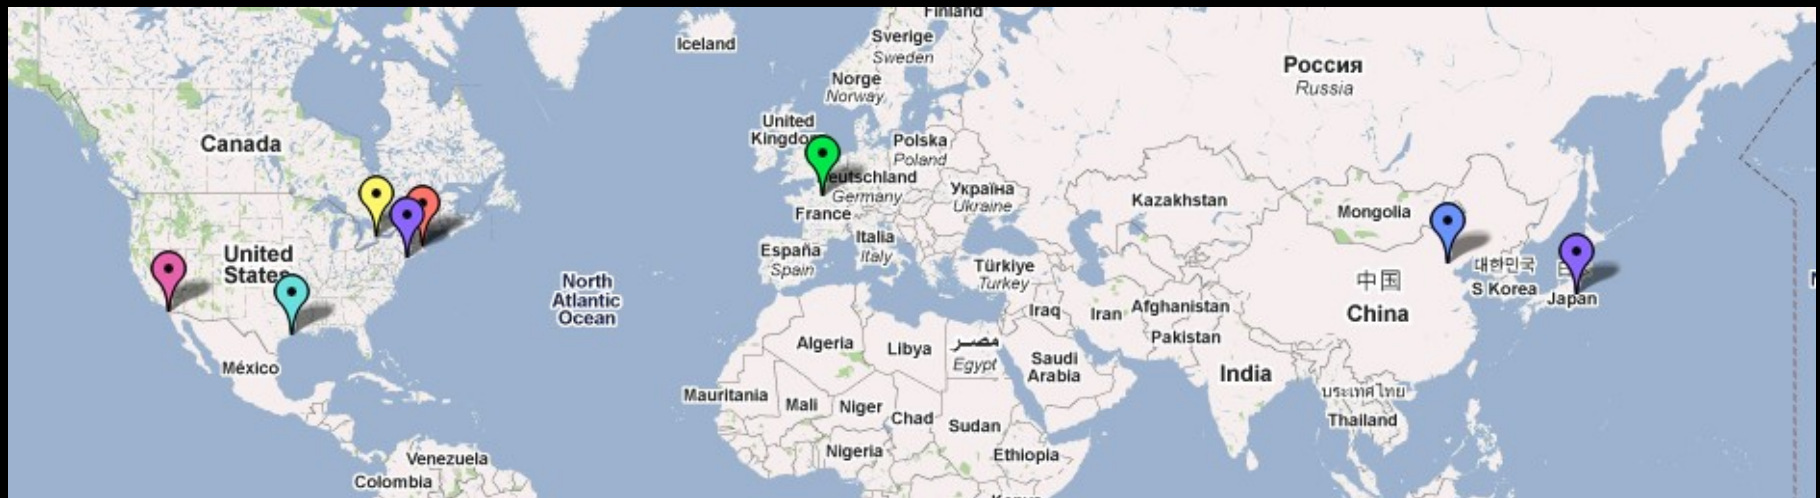 Finland
Iceland
Sverige
Sweden
Norge
Norway
Россия
Russia
Canada
United
Kingdo
Polska
Poland
eutschland
Germany
Україна
Ukraine
France
Kazakhstan
Mongolia
United
States
España
Spain
Italia
Italy
Türkiye
Turkey
中国
China
대한민국
S Korea
Japan
North
Atlantic
Ocean
Iraq
Iran
Afghanistan
Pakistan
Algeria
Libya
مصر
Egypt
Saudi
Arabia
India
México
Mauritania
Mali
Niger
Chad
Sudan
ประเทศไทย
Thailand
Nigeria
Ethiopia
Venezuela
Colombia